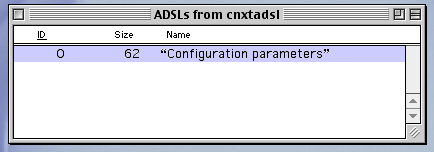 ADSLs from cnxtadsl
ID Size Name
0 62 “Configuration parameters”